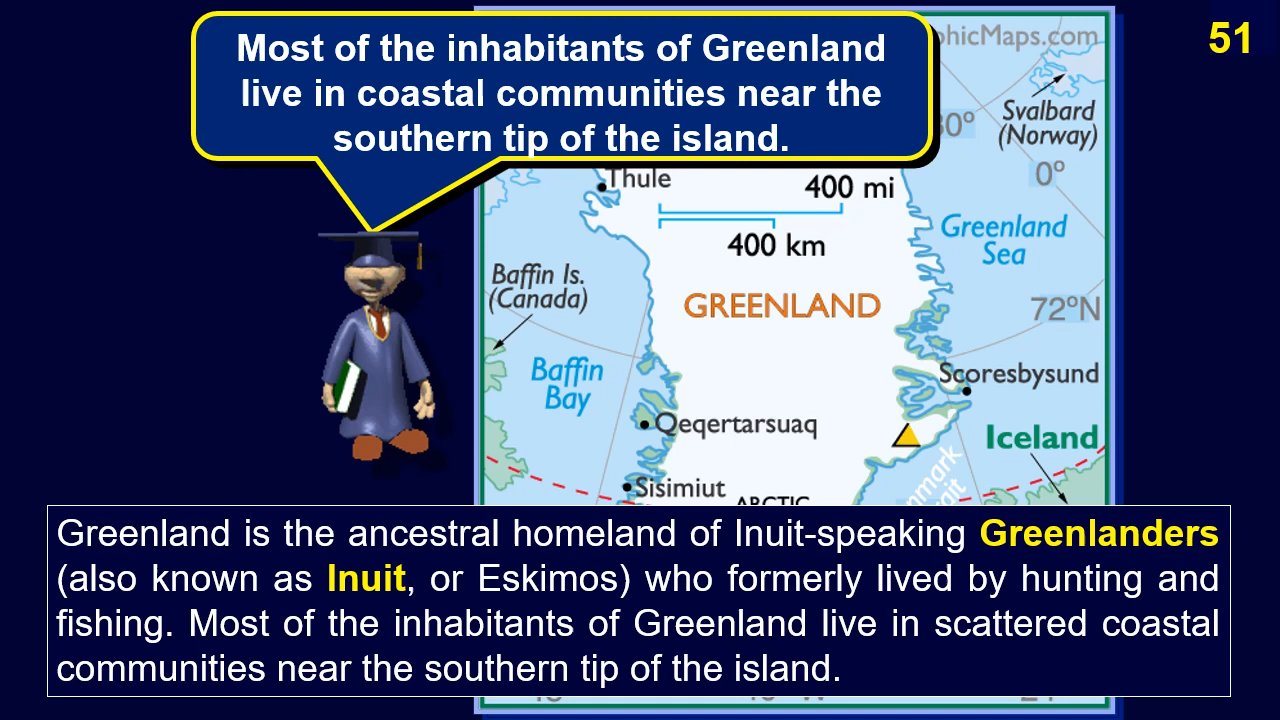 Most of the inhabitants of Greenland
live in coastal communities near the
southern tip of the island.
51
hicMaps.com
Svalbard
(Norway)
0°
Thule
400 mi
400 km
Greenland
Sea
Baffin Is.
(Canada)
GREENLAND
72°N
Baffin
Bay
Scoresbysund
Qeqertarsuaq
Iceland
Sisimiut
ARCTIC
Greenland is the ancestral homeland of Inuit-speaking Greenlanders
(also known as Inuit, or Eskimos) who formerly lived by hunting and
fishing. Most of the inhabitants of Greenland live in scattered coastal
communities near the southern tip of the island.